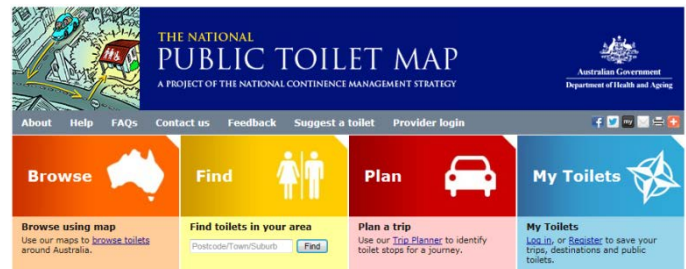 THE NATIONAL
PUBLIC TOILET MAP
A PROJECT OF THE NATIONAL CONTINENCE MANAGEMENT STRATEGY
Australian Government
Department of Health and Ageing
About Help FAQs Contact us Feedback Suggest a toilet Provider login
f my
Browse
Find
Plan
My Toilets
Browse using map
Use our maps to browse toilets
around Australia.
Find toilets in your area
Postcode/Town/Suburb Find
Plan a trip
Use our Trip Planner to identify
toilet stops for a journey.
My Toilets
Log in, or Register to save your
trips, destinations and public
toilets.